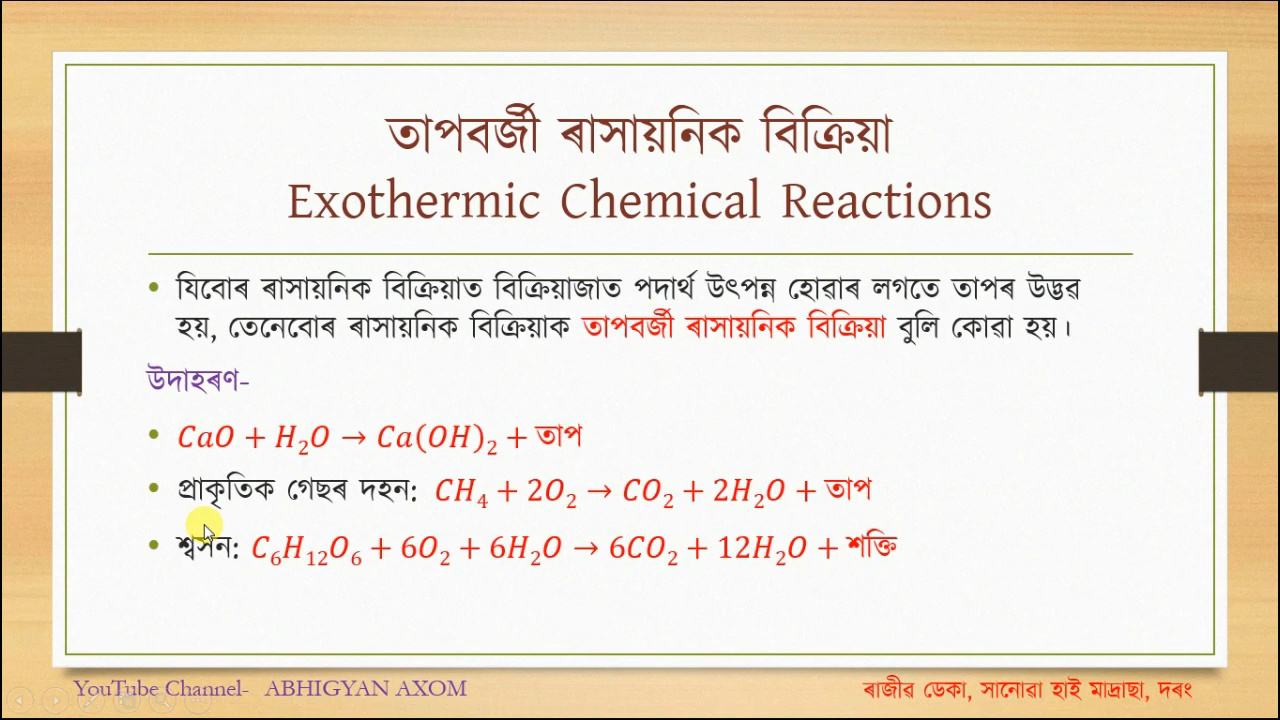 তাপবৰ্জী ৰাসায়নিক বিক্ৰিয়া
Exothermic Chemical Reactions
• যিবোৰ ৰাসায়নিক বিক্ৰিয়াত বিক্ৰিয়াজাত পদাৰ্থ উৎপন্ন হোৱাৰ লগতে তাপৰ উদ্ভৱ
হয়, তেনেবোৰ ৰাসায়নিক বিক্ৰিয়াক তাপবৰ্জী ৰাসায়নিক বিক্ৰিয়া বুলি কোৱা হয়।
উদাহৰণ-
• CaO + H₂O → Ca(OH)₂ + তাপ
• প্ৰাকৃতিক গেছৰ দহন: CH₄ + 2O₂ → CO₂ + 2H₂O + তাপ
• শ্বসন: C₆H₁₂O₆ + 6O₂ + 6H₂O → 6CO₂ + 12H₂O + শক্তি
YouTube Channel- ABHIGYAN AXOM
ৰাজীৱ ডেকা, সানোৱা হাই মাদ্ৰাছা, দৰং